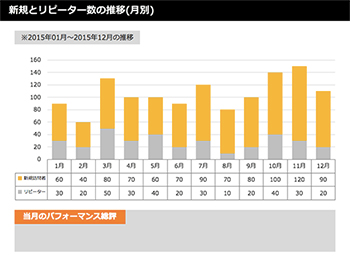 新規とリピーター数の推移(月別)
※2015年01月〜2015年12月の推移
160
140
120
100
80
60
40
20
0
1月 2月 3月 4月 5月 6月 7月 8月 9月 10月 11月 12月
新規訪問者 60 40 80 70 60 70 90 70 80 100 120 90
リピーター 30 20 50 30 40 20 30 10 20 40 30 20
当月のパフォーマンス総評